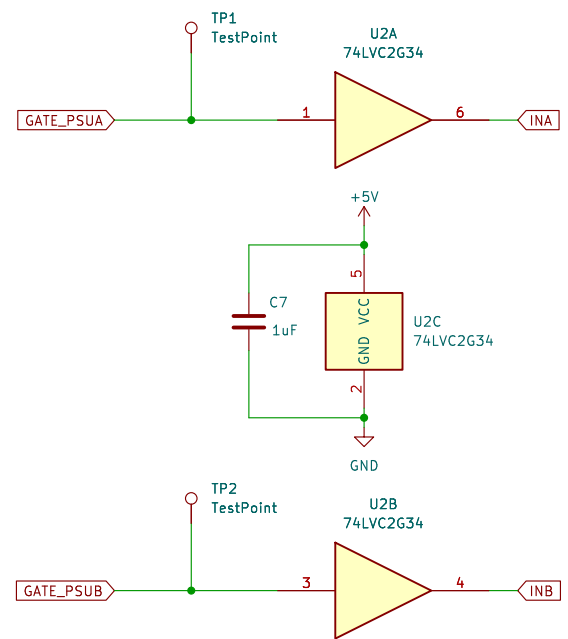 TP1
TestPoint
U2A
74LVC2G34
GATE_PSUA
1
6
INA
+5V
5
C7
1uF
VCC
GND
U2C
74LVC2G34
2
GND
TP2
TestPoint
U2B
74LVC2G34
GATE_PSUB
3
4
INB